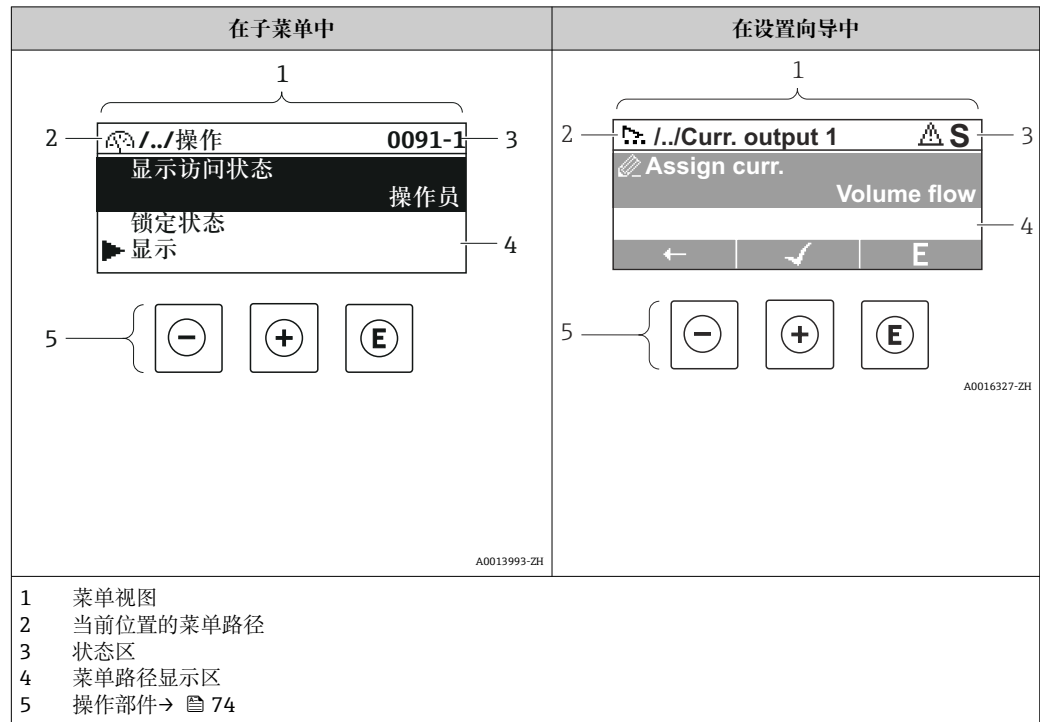 在子菜单中
1
2
/../操作 0091-1
3
显示访问状态
操作员
锁定状态
显示
4
5
- + E
A0013993-ZH
在设置向导中
1
2
/../Curr. output 1 S
3
Assign curr.
Volume flow
4
← ✓ E
5
- + E
A0016327-ZH
1 菜单视图
2 当前位置的菜单路径
3 状态区
4 菜单路径显示区
5 操作部件→ 74